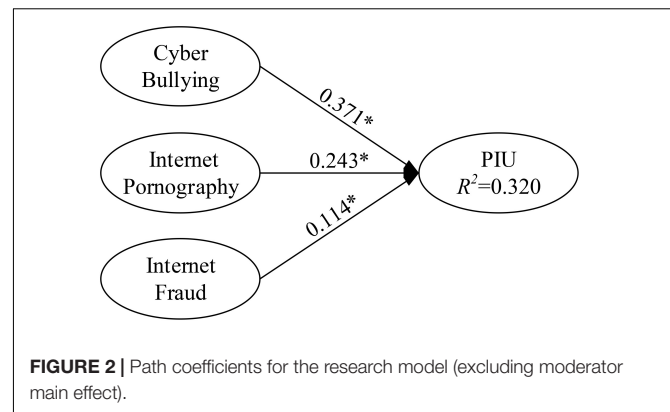 Cyber
Bullying
0.371*
Internet
Pornography
0.243*
PIU
R²=0.320
0.114*
Internet
Fraud
FIGURE 2 | Path coefficients for the research model (excluding moderator
main effect).